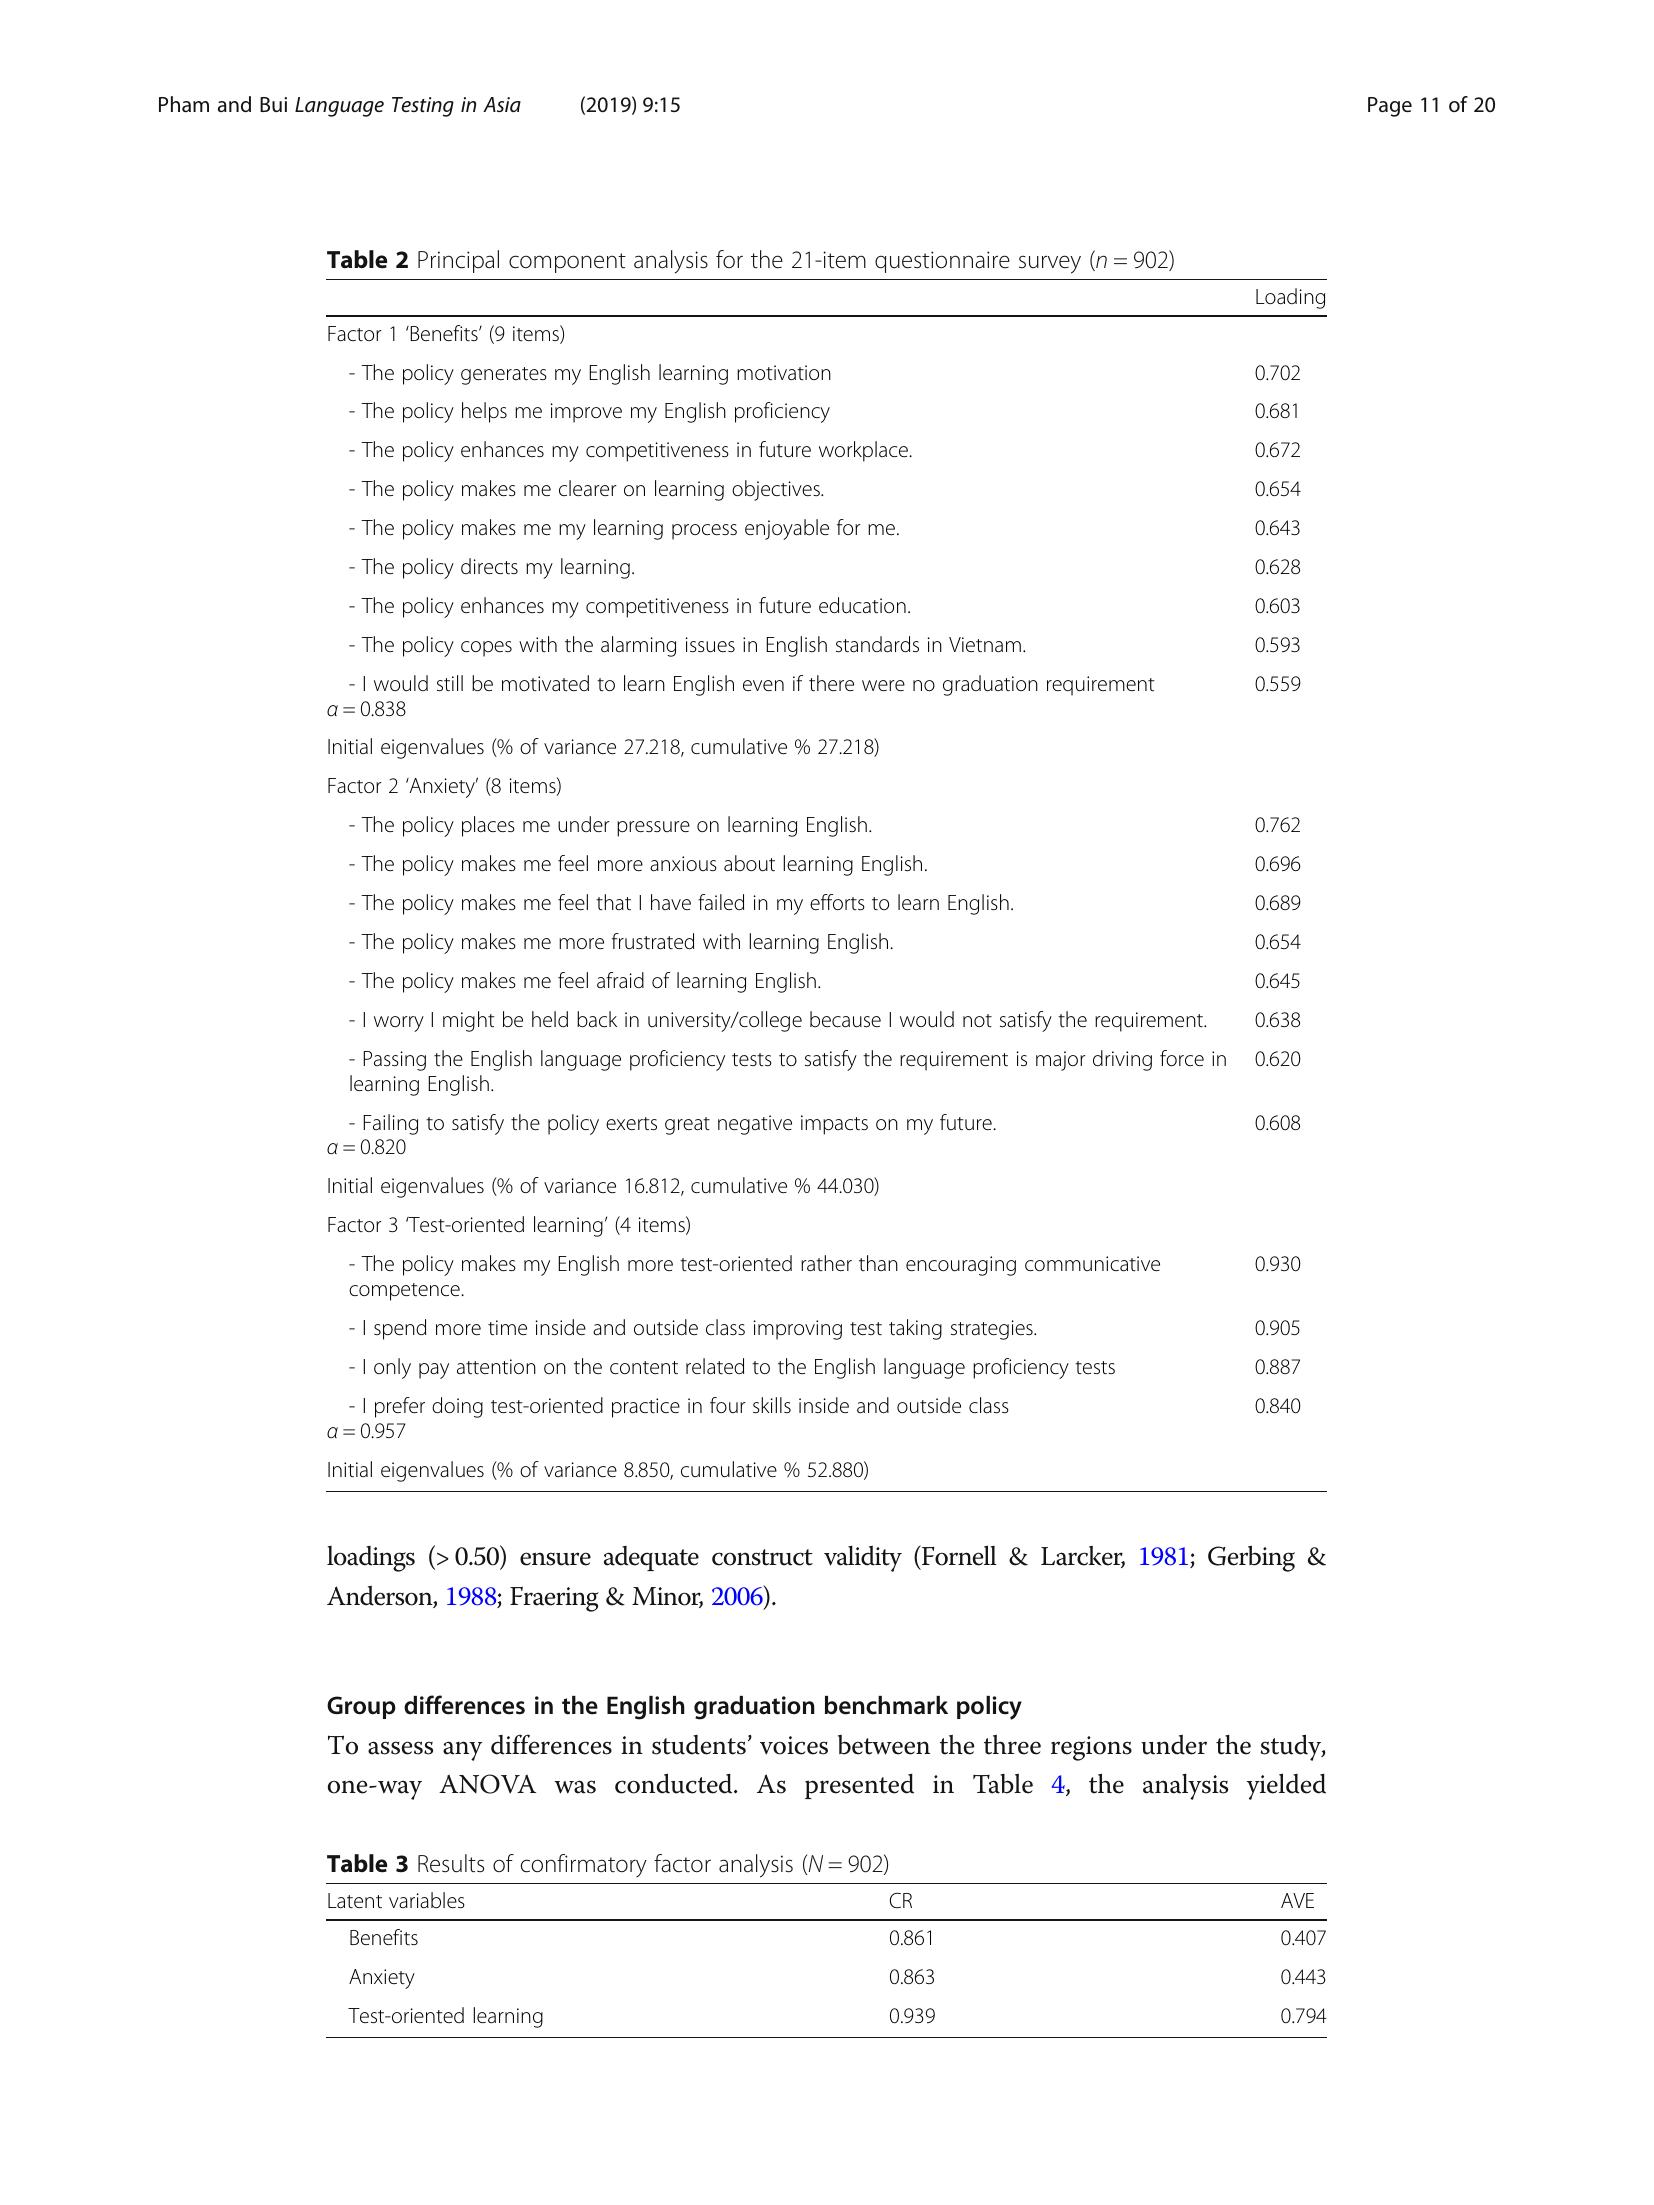 Pham and Bui Language Testing in Asia (2019) 9:15 Page 11 of 20
Table 2 Principal component analysis for the 21-item questionnaire survey (n = 902)
Loading
Factor 1 ‘Benefits’ (9 items)
- The policy generates my English learning motivation 0.702
- The policy helps me improve my English proficiency 0.681
- The policy enhances my competitiveness in future workplace. 0.672
- The policy makes me clearer on learning objectives. 0.654
- The policy makes me my learning process enjoyable for me. 0.643
- The policy directs my learning. 0.628
- The policy enhances my competitiveness in future education. 0.603
- The policy copes with the alarming issues in English standards in Vietnam. 0.593
- I would still be motivated to learn English even if there were no graduation requirement 0.559
α = 0.838
Initial eigenvalues (% of variance 27.218, cumulative % 27.218)
Factor 2 ‘Anxiety’ (8 items)
- The policy places me under pressure on learning English. 0.762
- The policy makes me feel more anxious about learning English. 0.696
- The policy makes me feel that I have failed in my efforts to learn English. 0.689
- The policy makes me more frustrated with learning English. 0.654
- The policy makes me feel afraid of learning English. 0.645
- I worry I might be held back in university/college because I would not satisfy the requirement. 0.638
- Passing the English language proficiency tests to satisfy the requirement is major driving force in 0.620
learning English.
- Failing to satisfy the policy exerts great negative impacts on my future. 0.608
α = 0.820
Initial eigenvalues (% of variance 16.812, cumulative % 44.030)
Factor 3 ‘Test-oriented learning’ (4 items)
- The policy makes my English more test-oriented rather than encouraging communicative 0.930
competence.
- I spend more time inside and outside class improving test taking strategies. 0.905
- I only pay attention on the content related to the English language proficiency tests 0.887
- I prefer doing test-oriented practice in four skills inside and outside class 0.840
α = 0.957
Initial eigenvalues (% of variance 8.850, cumulative % 52.880)
loadings (> 0.50) ensure adequate construct validity (Fornell & Larcker, 1981; Gerbing &
Anderson, 1988; Fraering & Minor, 2006).
Group differences in the English graduation benchmark policy
To assess any differences in students’ voices between the three regions under the study,
one-way ANOVA was conducted. As presented in Table 4, the analysis yielded
Table 3 Results of confirmatory factor analysis (N = 902)
Latent variables CR AVE
Benefits 0.861 0.407
Anxiety 0.863 0.443
Test-oriented learning 0.939 0.794